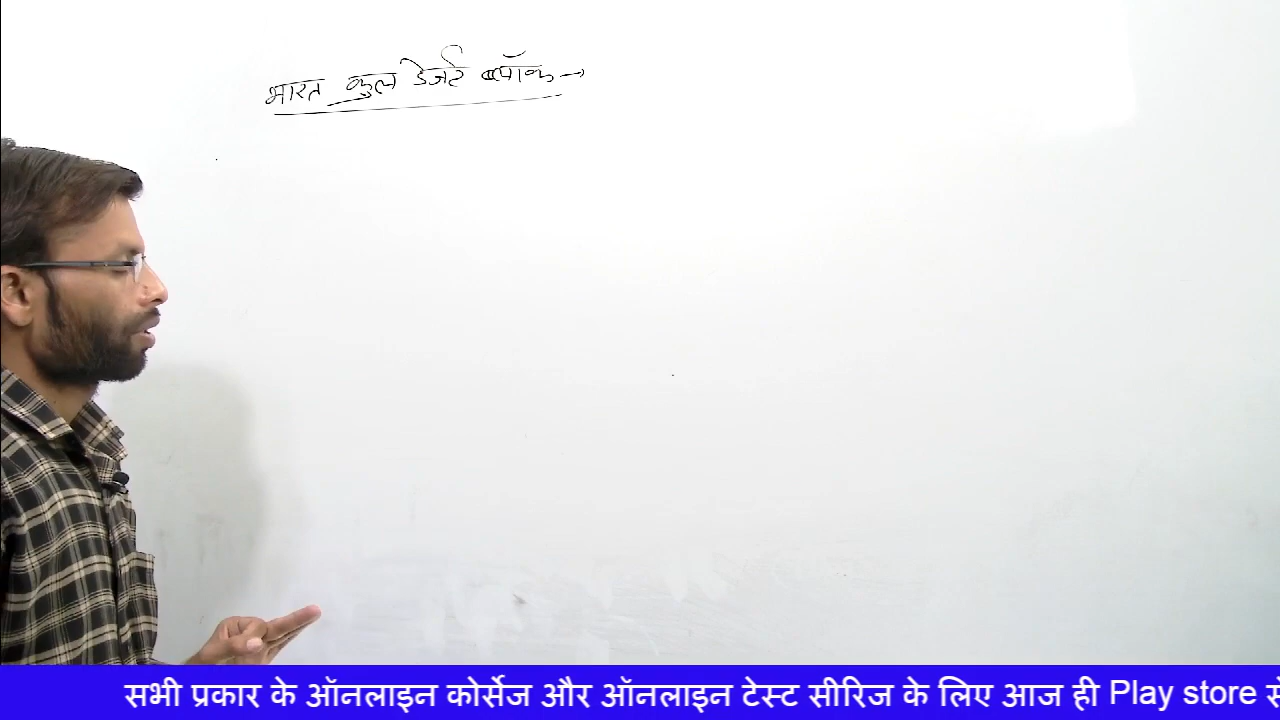 भारत कुल डेजर्ट ब्लॉक →
सभी प्रकार के ऑनलाइन कोर्सेज और ऑनलाइन टेस्ट सीरिज के लिए आज ही Play store से